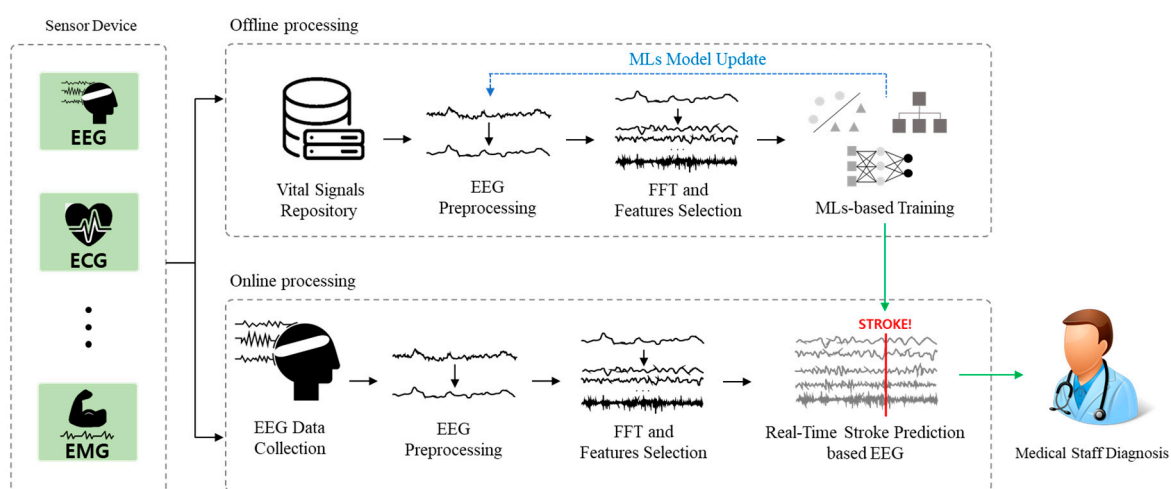 Sensor Device
EEG
ECG
EMG
Offline processing
MLs Model Update
Vital Signals
Repository
EEG
Preprocessing
FFT and
Features Selection
MLs-based Training
Online processing
STROKE!
EEG Data
Collection
EEG
Preprocessing
FFT and
Features Selection
Real-Time Stroke Prediction
based EEG
Medical Staff Diagnosis